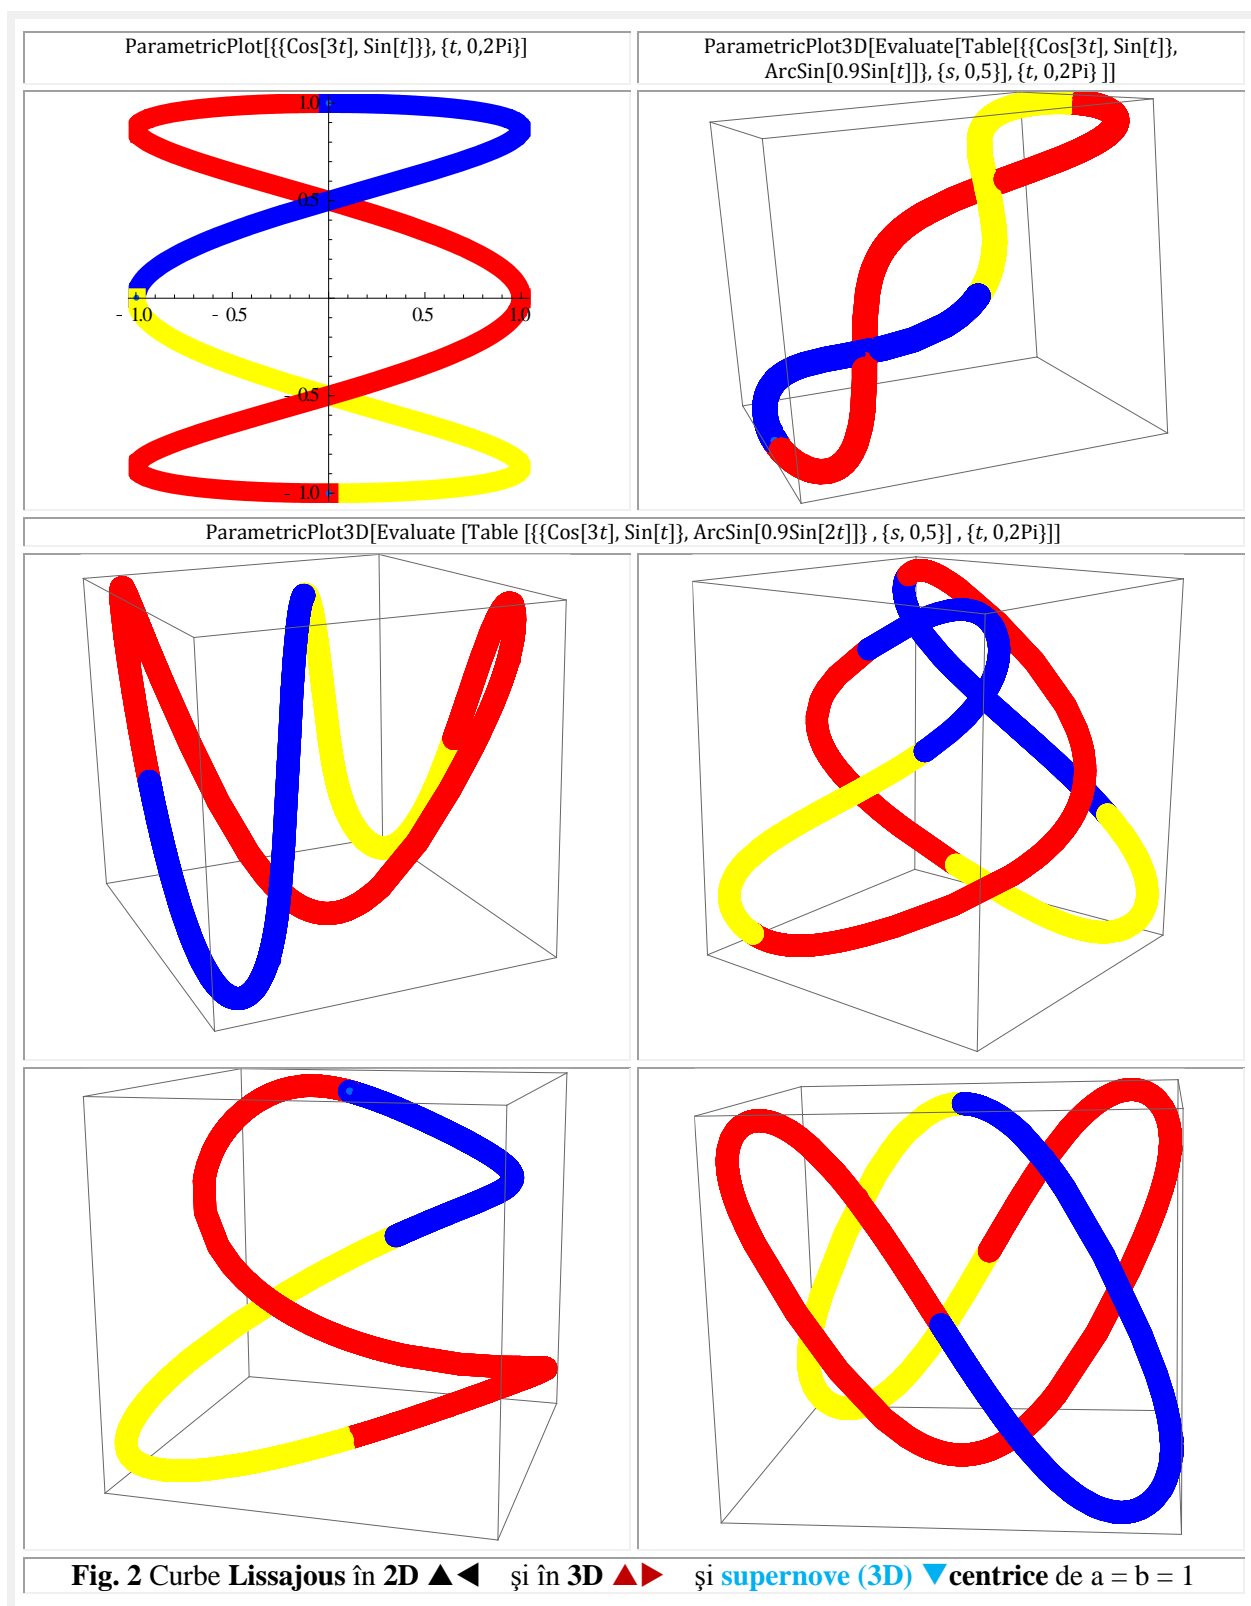 ParametricPlot[{{Cos[3t], Sin[t]}}, {t, 0,2Pi}]
ParametricPlot3D[Evaluate[Table[{{Cos[3t], Sin[t]},
ArcSin[0.9Sin[t]]}, {s, 0,5}], {t, 0,2Pi} ]]
1.0
0.5
- 1.0
- 0.5
0.5
1.0
- 0.5
- 1.0
ParametricPlot3D[Evaluate [Table [{{Cos[3t], Sin[t]}, ArcSin[0.9Sin[2t]]} , {s, 0,5}] , {t, 0,2Pi}]]
Fig. 2 Curbe Lissajous în 2D ▲◀ și în 3D ▲▶ și supernove (3D) ▼centrice de a = b = 1